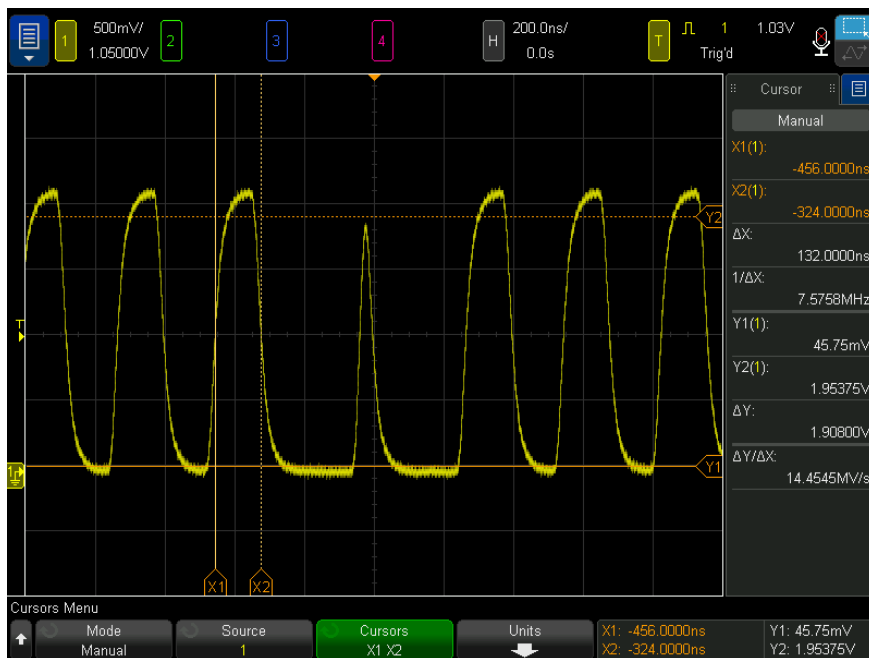 1 500mV/ 2 3 4 H 200.0ns/ T 1 1.03V
1.05000V 0.0s Trig'd
Cursor
Manual
X1(1):
-456.0000ns
X2(1):
-324.0000ns
ΔX:
132.0000ns
1/ΔX:
7.5758MHz
Y1(1):
45.75mV
Y2(1):
1.95375V
ΔY:
1.90800V
ΔY/ΔX:
14.4545MV/s
Y2
T
1
Y1
X1 X2
Cursors Menu
Mode
Manual
Source
1
Cursors
X1 X2
Units
X1: -456.0000ns
X2: -324.0000ns
Y1: 45.75mV
Y2: 1.95375V